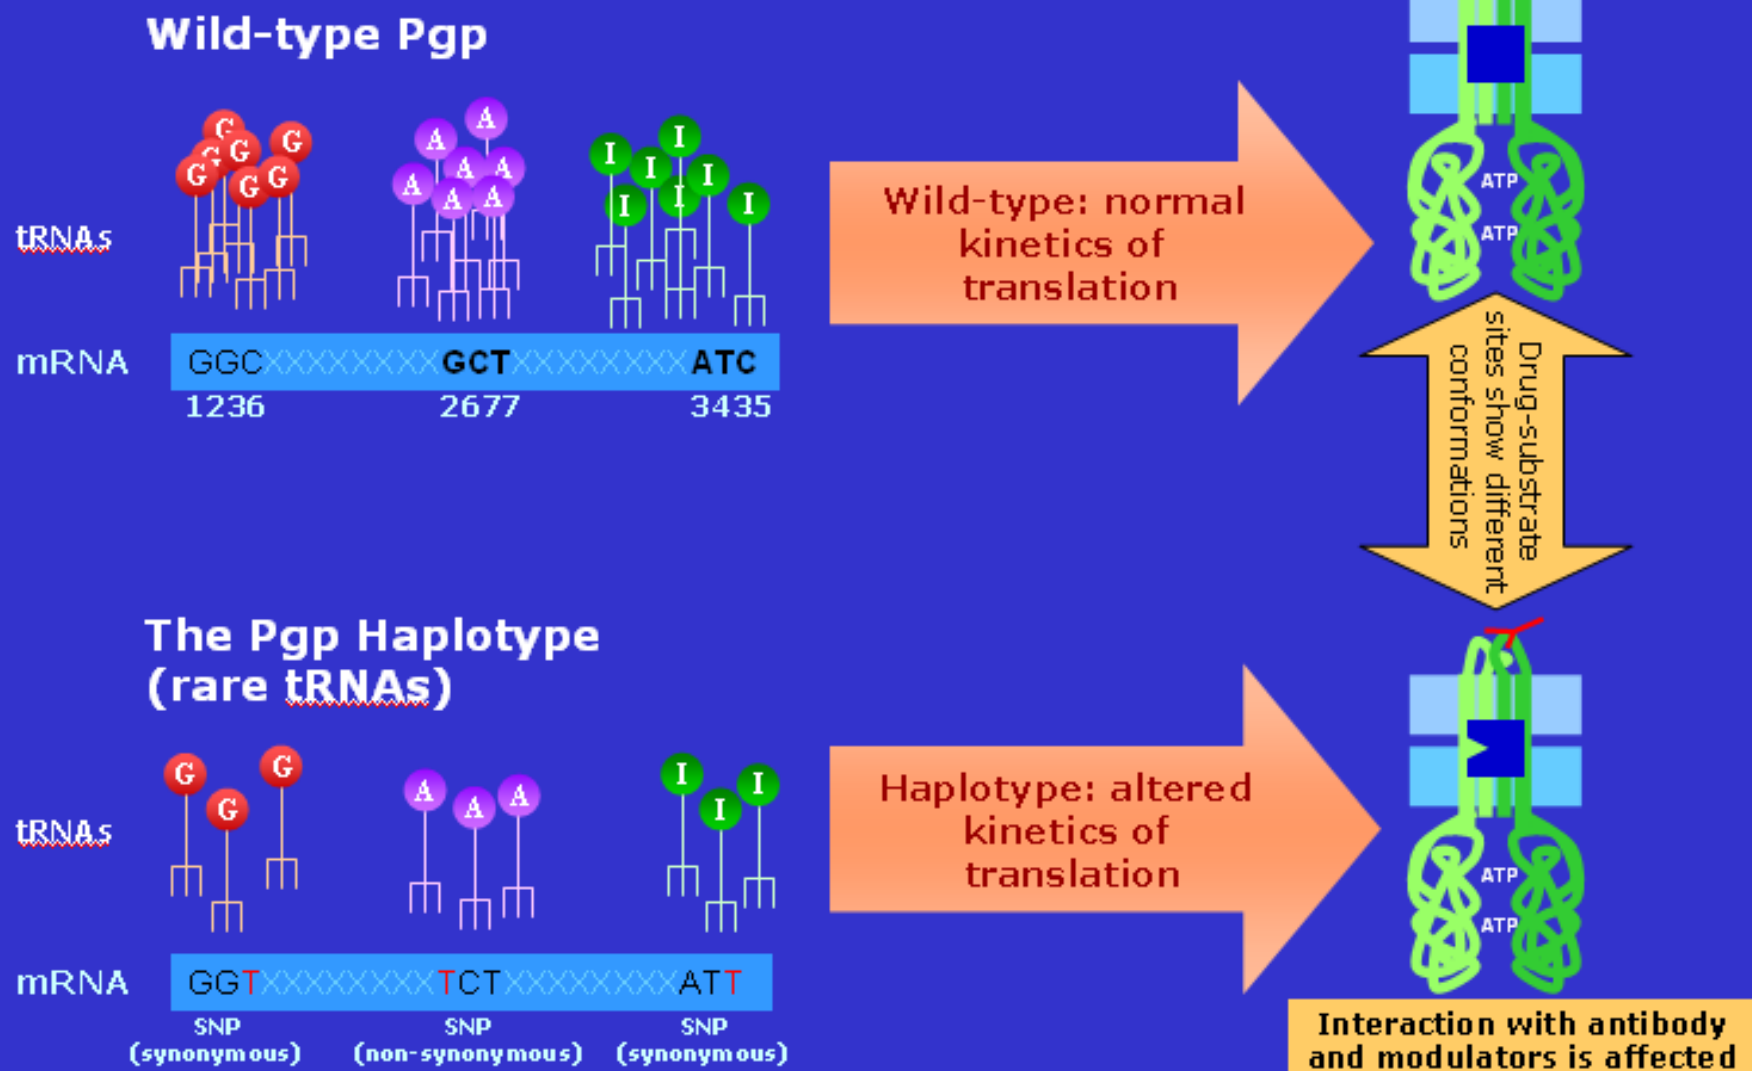 Wild-type Pgp
G G G G G G G G
A A A A A A A
I I I I I I I I
tRNAs
mRNA
GGCXXXXXXXXGCTXXXXXXXXATC
1236 2677 3435
Wild-type: normal
kinetics of
translation
ATP
ATP
Drug-substrate
sites show different
conformations
The Pgp Haplotype
(rare tRNAs)
G G G
A A A
I I I
tRNAs
mRNA
GGTXXXXXXXXTCTXXXXXXXXATT
SNP SNP SNP
(synonymous) (non-synonymous) (synonymous)
Haplotype: altered
kinetics of
translation
ATP
ATP
Interaction with antibody
and modulators is affected